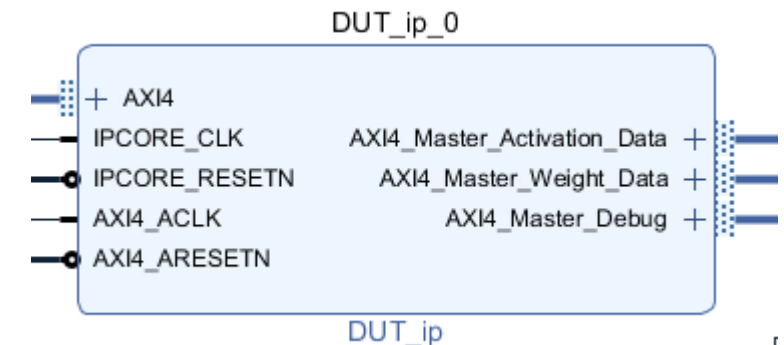 DUT_ip_0
AXI4
IPCORE_CLK
AXI4_Master_Activation_Data
IPCORE_RESETN
AXI4_Master_Weight_Data
AXI4_ACLK
AXI4_Master_Debug
AXI4_ARESETN
DUT_ip